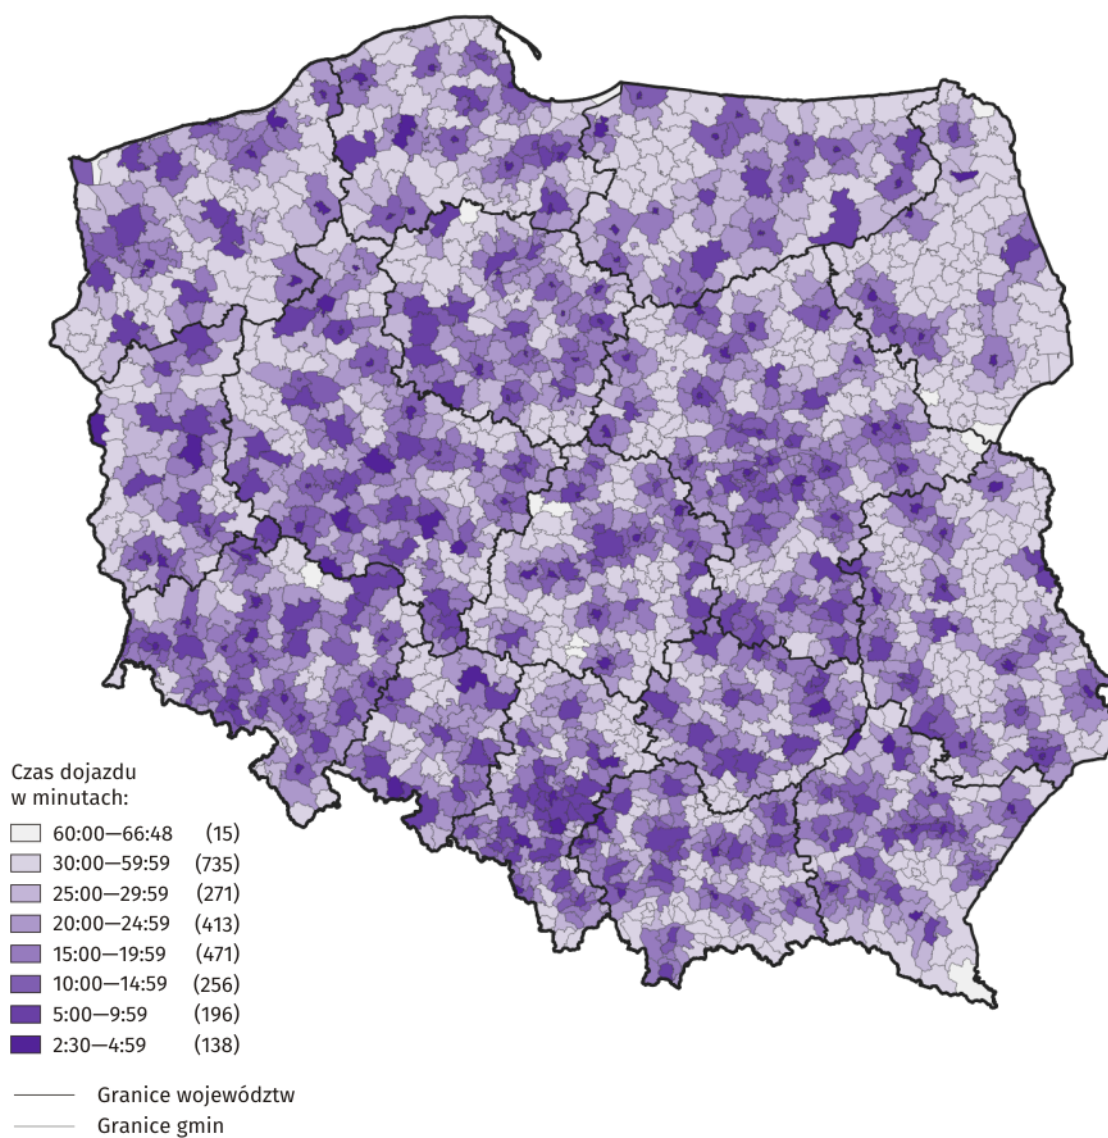 Czas dojazdu
w minutach:
60:00—66:48 (15)
30:00—59:59 (735)
25:00—29:59 (271)
20:00—24:59 (413)
15:00—19:59 (471)
10:00—14:59 (256)
5:00—9:59 (196)
2:30—4:59 (138)
Granice województw
Granice gmin